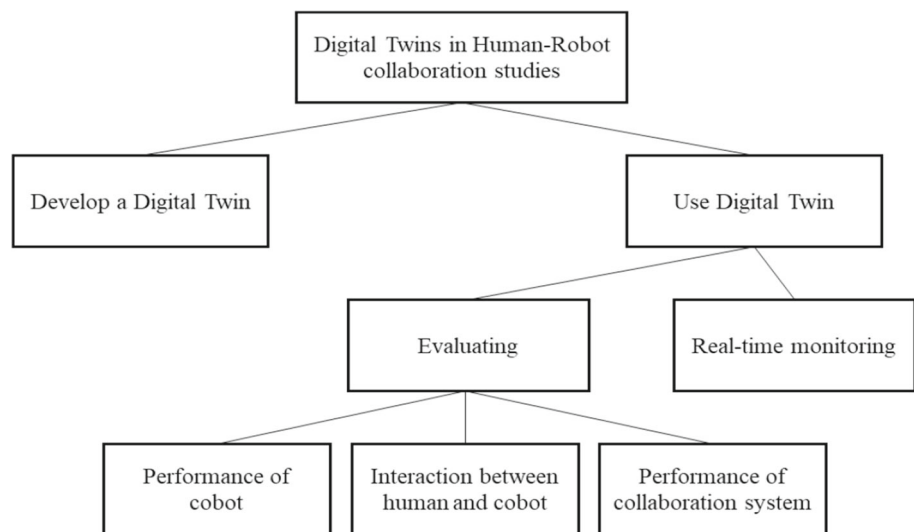 Digital Twins in Human-Robot
collaboration studies
Develop a Digital Twin
Use Digital Twin
Evaluating
Real-time monitoring
Performance of
cobot
Interaction between
human and cobot
Performance of
collaboration system